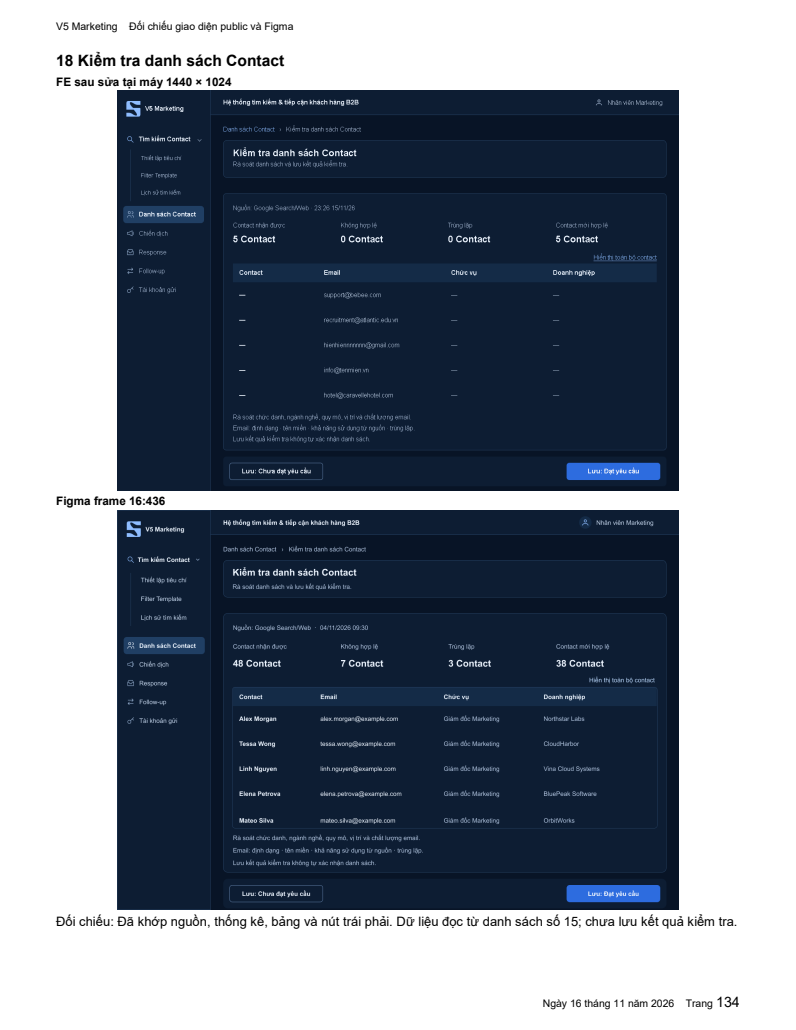 V5 Marketing Đối chiếu giao diện public và Figma
18 Kiểm tra danh sách Contact
FE sau sửa tại máy 1440 × 1024
V5 Marketing
Hệ thống tìm kiếm & tiếp cận khách hàng B2B
Nhân viên Marketing
Tìm kiếm Contact
Thiết lập tiêu chí
Filter Template
Lịch sử tìm kiếm
Danh sách Contact
Chiến dịch
Response
Follow-up
Tài khoản gửi
Danh sách Contact › Kiểm tra danh sách Contact
Kiểm tra danh sách Contact
Rà soát danh sách và lưu kết quả kiểm tra.
Nguồn: Google Search/Web · 23:26 15/11/26
Contact nhận được Không hợp lệ Trùng lặp Contact mới hợp lệ
5 Contact 0 Contact 0 Contact 5 Contact
Hiển thị toàn bộ contact
Contact Email Chức vụ Doanh nghiệp
— support@bebee.com — —
— recruitment@atlantic.edu.vn — —
— — —
— info@tenmien.vn — —
— hotel@caravellehotel.com — —
Rà soát chức danh, ngành nghề, quy mô, vị trí và chất lượng email.
Email: định dạng · tên miền · khả năng sử dụng từ nguồn · trùng lặp.
Lưu kết quả kiểm tra không tự xác nhận danh sách.
Lưu: Chưa đạt yêu cầu Lưu: Đạt yêu cầu
Figma frame 16:436
V5 Marketing
Hệ thống tìm kiếm & tiếp cận khách hàng B2B
Nhân viên Marketing
Tìm kiếm Contact
Thiết lập tiêu chí
Filter Template
Lịch sử tìm kiếm
Danh sách Contact
Chiến dịch
Response
Follow-up
Tài khoản gửi
Danh sách Contact › Kiểm tra danh sách Contact
Kiểm tra danh sách Contact
Rà soát danh sách và lưu kết quả kiểm tra.
Nguồn: Google Search/Web · 04/11/2026 09:30
Contact nhận được Không hợp lệ Trùng lặp Contact mới hợp lệ
48 Contact 7 Contact 3 Contact 38 Contact
Hiển thị toàn bộ contact
Contact Email Chức vụ Doanh nghiệp
Alex Morgan alex.morgan@example.com Giám đốc Marketing Northstar Labs
Tessa Wong tessa.wong@example.com Giám đốc Marketing CloudHarbor
Linh Nguyen linh.nguyen@example.com Giám đốc Marketing Vina Cloud Systems
Elena Petrova elena.petrova@example.com Giám đốc Marketing BluePeak Software
Mateo Silva mateo.silva@example.com Giám đốc Marketing OrbitWorks
Rà soát chức danh, ngành nghề, quy mô, vị trí và chất lượng email.
Email: định dạng · tên miền · khả năng sử dụng từ nguồn · trùng lặp.
Lưu kết quả kiểm tra không tự xác nhận danh sách.
Lưu: Chưa đạt yêu cầu Lưu: Đạt yêu cầu
Đối chiếu: Đã khớp nguồn, thống kê, bảng và nút trái phải. Dữ liệu đọc từ danh sách số 15; chưa lưu kết quả kiểm tra.
Ngày 16 tháng 11 năm 2026 Trang 134